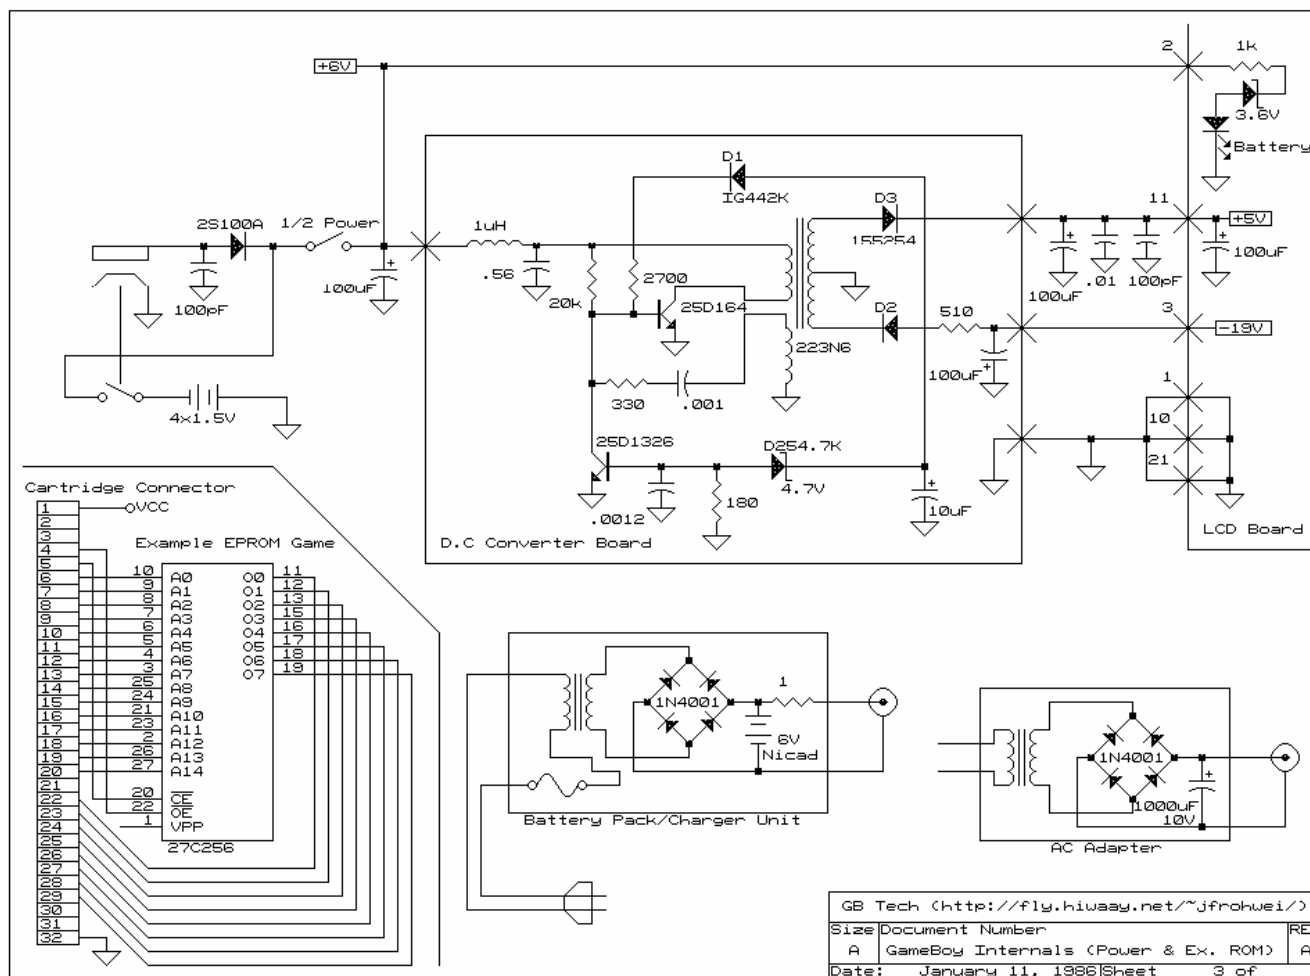 2
1k
+6V
3.6V
Battery
D1
IG442K
D3
155254
11
+5V
2S100A
1/2 Power
1uH
.56
20k
2700
25D164
100pF
100uF
100uF
.01
100pF
100uF
D2
510
3
-19V
223N6
100uF
330
.001
4x1.5V
1
10
21
25D1326
D254.7K
4.7V
180
.0012
10uF
D.C Converter Board
LCD Board
Cartridge Connector
VCC
Example EPROM Game
1
2
3
4
5
6
7
8
9
10
11
12
13
14
15
16
17
18
19
20
21
22
23
24
25
26
27
28
29
30
31
32
10 A0 O0 11
9 A1 O1 12
8 A2 O2 13
7 A3 O3 15
6 A4 O4 16
5 A5 O5 17
4 A6 O6 18
3 A7 O7 19
25 A8
24 A9
21 A10
23 A11
2 A12
26 A13
27 A14
20 CE
22 OE
1 VPP
27C256
1N4001
1
6V
Nicad
Battery Pack/Charger Unit
1N4001
1000uF
10V
AC Adapter
GB Tech (http://fly.hiwaay.net/~jfrohwei/)
Size Document Number RE
A GameBoy Internals (Power & Ex. ROM) A
Date: January 11, 1986 Sheet 3 of